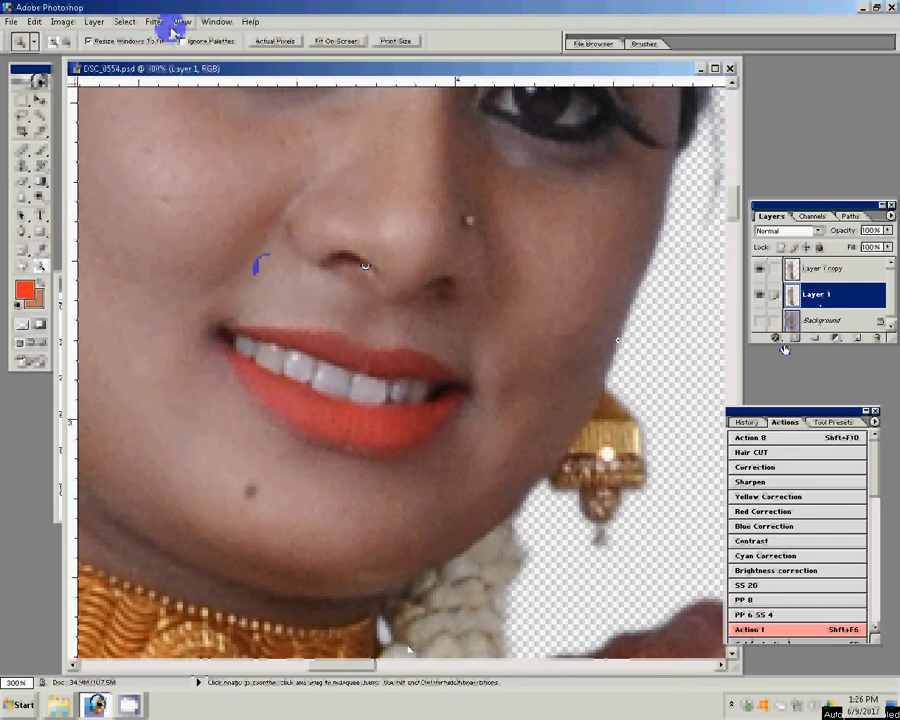 Adobe Photoshop
File Edit Image Layer Select Filter View Window Help
Resize Windows To Ignore Palettes Actual Pixels Fit On Screen Print Size File Browser Brushes
DSC_0554.psd @ 300% (Layer 1, RGB)
Layers Channels Paths
Normal Opacity: 100%
Lock: Fill: 100%
Layer 1 copy
Layer 1
Background
History Actions Tool Presets
Action 8 Shft+F10
Hair CUT
Correction
Sharpen
Yellow Correction
Red Correction
Blue Correction
Contrast
Cyan Correction
Brightness correction
SS 20
PP 8
PP 6 SS 4
Action 1 Shft+F6
300% Doc:
Start
1:26 PM
6/9/2017